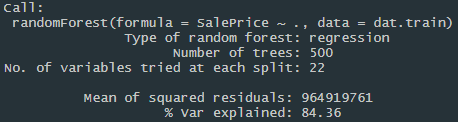 Call:
randomForest(formula = SalePrice ~ ., data = dat.train)
Type of random forest: regression
Number of trees: 500
No. of variables tried at each split: 22
Mean of squared residuals: 964919761
% Var explained: 84.36